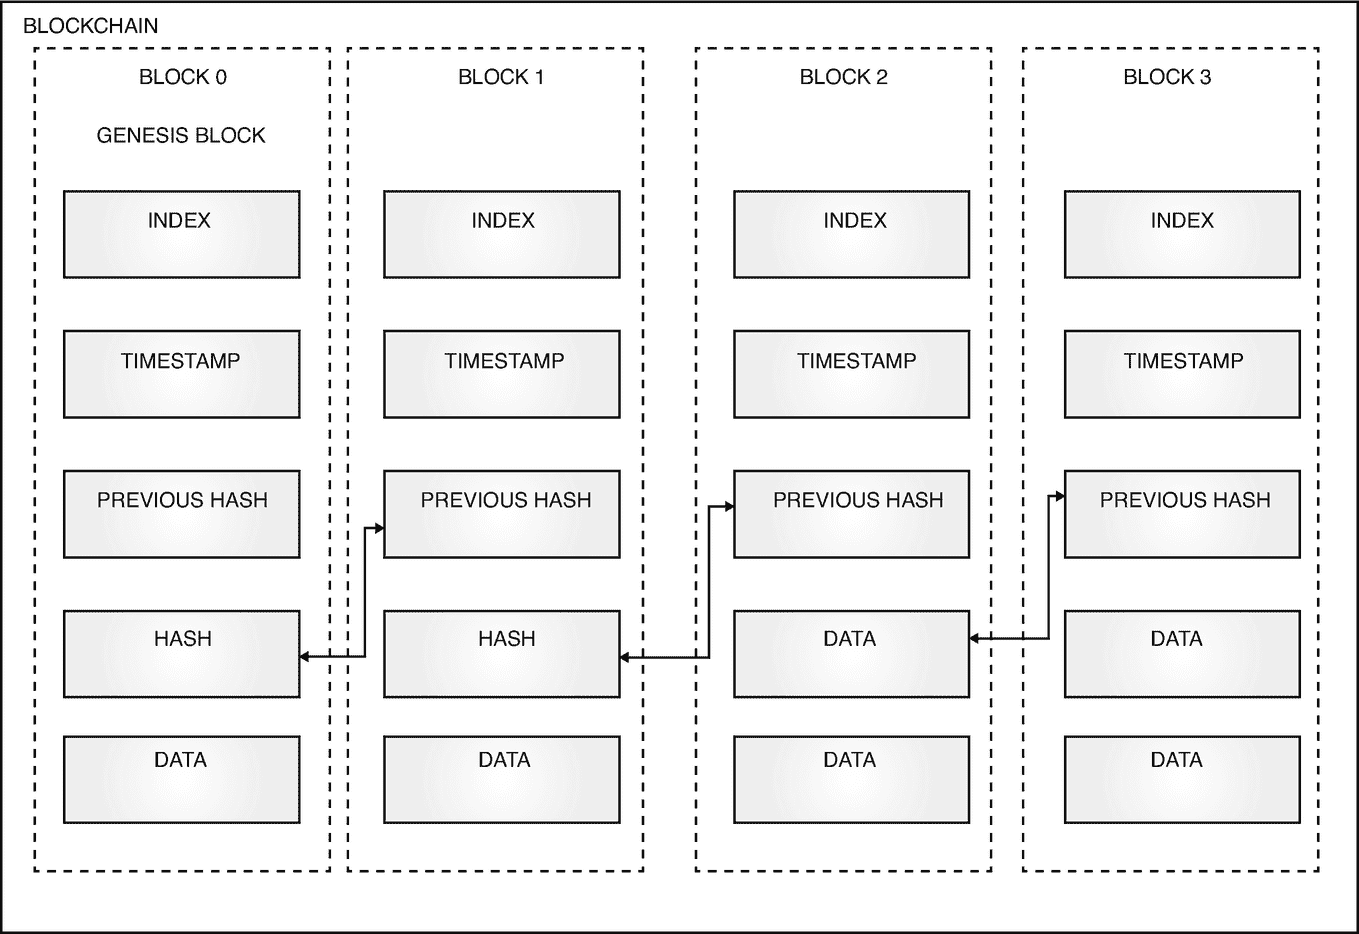 BLOCKCHAIN
BLOCK 0
GENESIS BLOCK
INDEX
TIMESTAMP
PREVIOUS HASH
HASH
DATA
BLOCK 1
INDEX
TIMESTAMP
PREVIOUS HASH
HASH
DATA
BLOCK 2
INDEX
TIMESTAMP
PREVIOUS HASH
DATA
DATA
BLOCK 3
INDEX
TIMESTAMP
PREVIOUS HASH
DATA
DATA